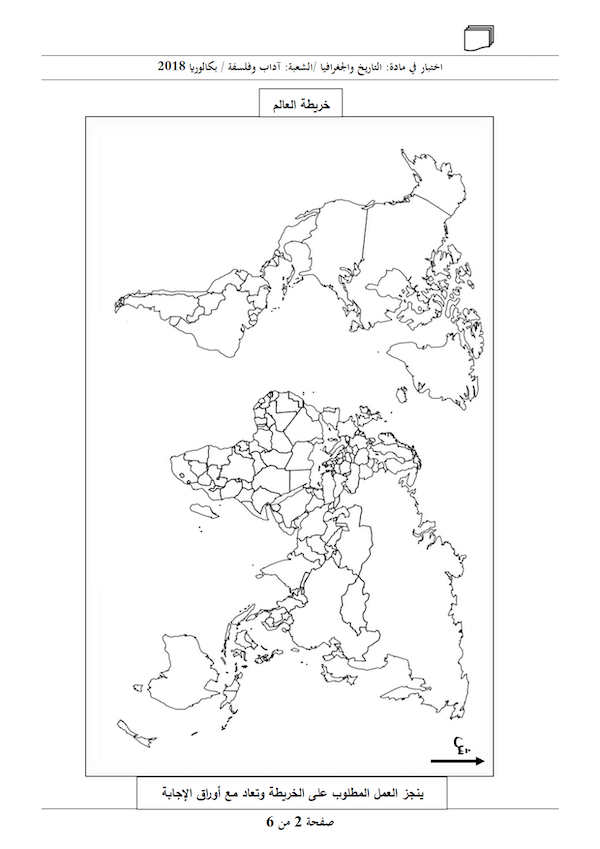 اختبار في مادة: التاريخ والجغرافيا /الشعبة: آداب وفلسفة / بكالوريا 2018
خريطة العالم
ينجز العمل المطلوب على الخريطة وتعاد مع أوراق الإجابة
صفحة 2 من 6